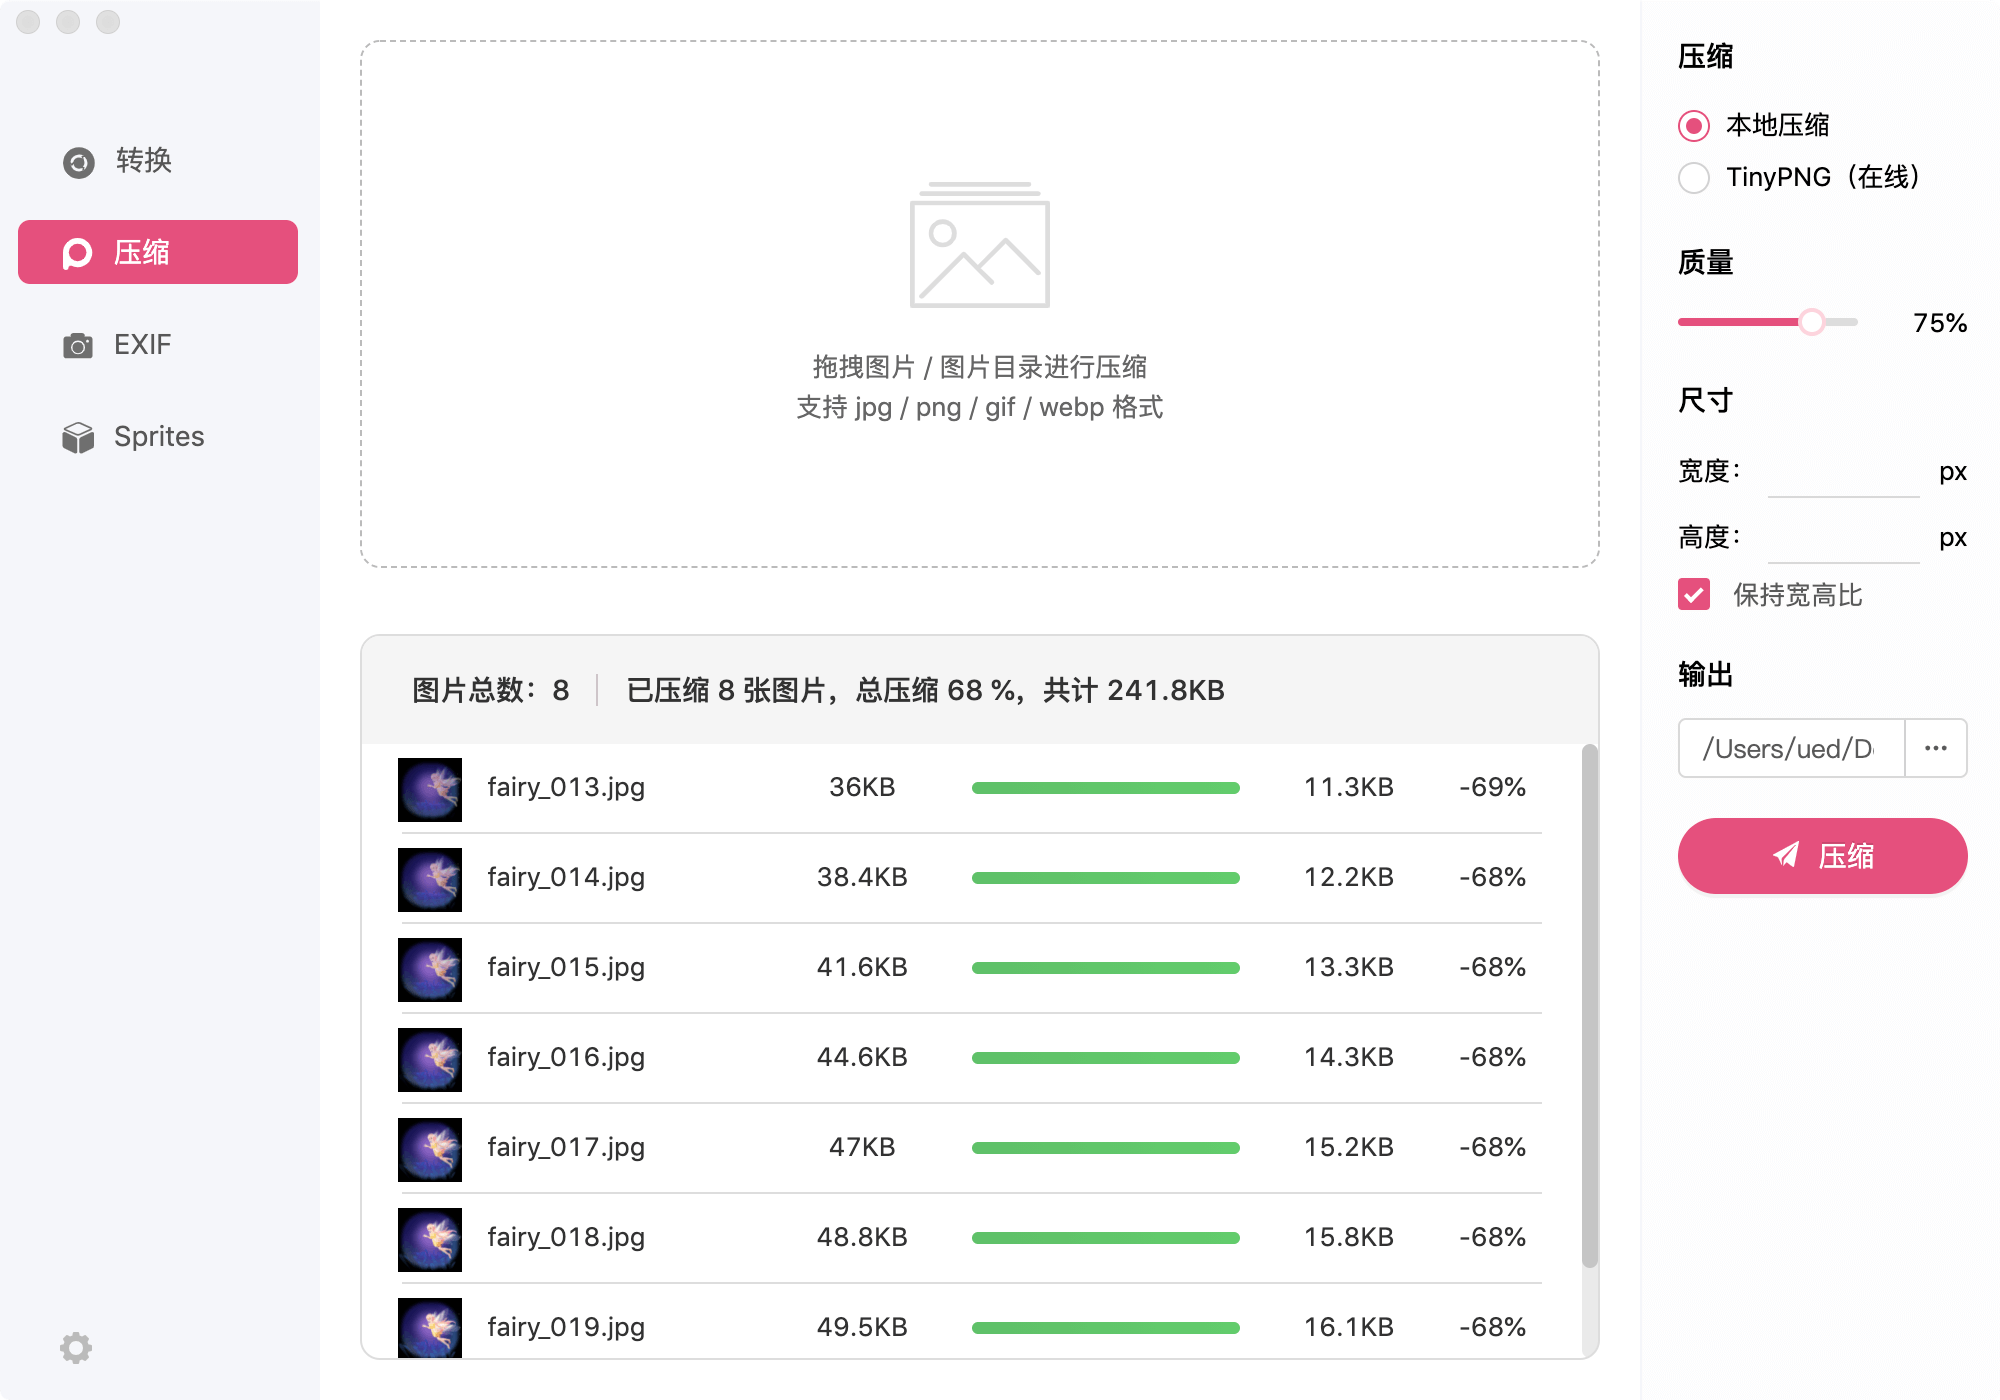 转换
压缩
EXIF
Sprites
拖拽图片 / 图片目录进行压缩
支持 jpg / png / gif / webp 格式
图片总数：8 已压缩 8 张图片，总压缩 68 %，共计 241.8KB
fairy_013.jpg 36KB 11.3KB -69%
fairy_014.jpg 38.4KB 12.2KB -68%
fairy_015.jpg 41.6KB 13.3KB -68%
fairy_016.jpg 44.6KB 14.3KB -68%
fairy_017.jpg 47KB 15.2KB -68%
fairy_018.jpg 48.8KB 15.8KB -68%
fairy_019.jpg 49.5KB 16.1KB -68%
压缩
本地压缩
TinyPNG（在线）
质量
75%
尺寸
宽度： px
高度： px
保持宽高比
输出
/Users/ued/D
压缩